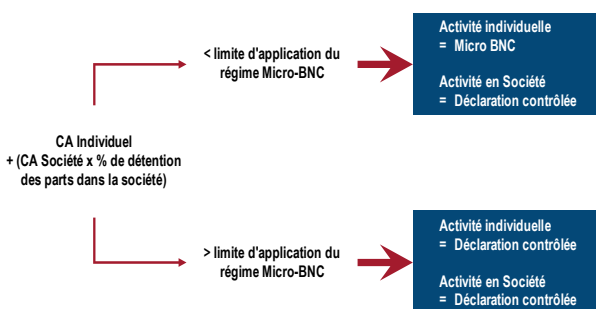 CA Individuel
+ (CA Société x % de détention
des parts dans la société)
< limite d'application du
régime Micro-BNC
Activité individuelle
= Micro BNC
Activité en Société
= Déclaration contrôlée
> limite d'application du
régime Micro-BNC
Activité individuelle
= Déclaration contrôlée
Activité en Société
= Déclaration contrôlée